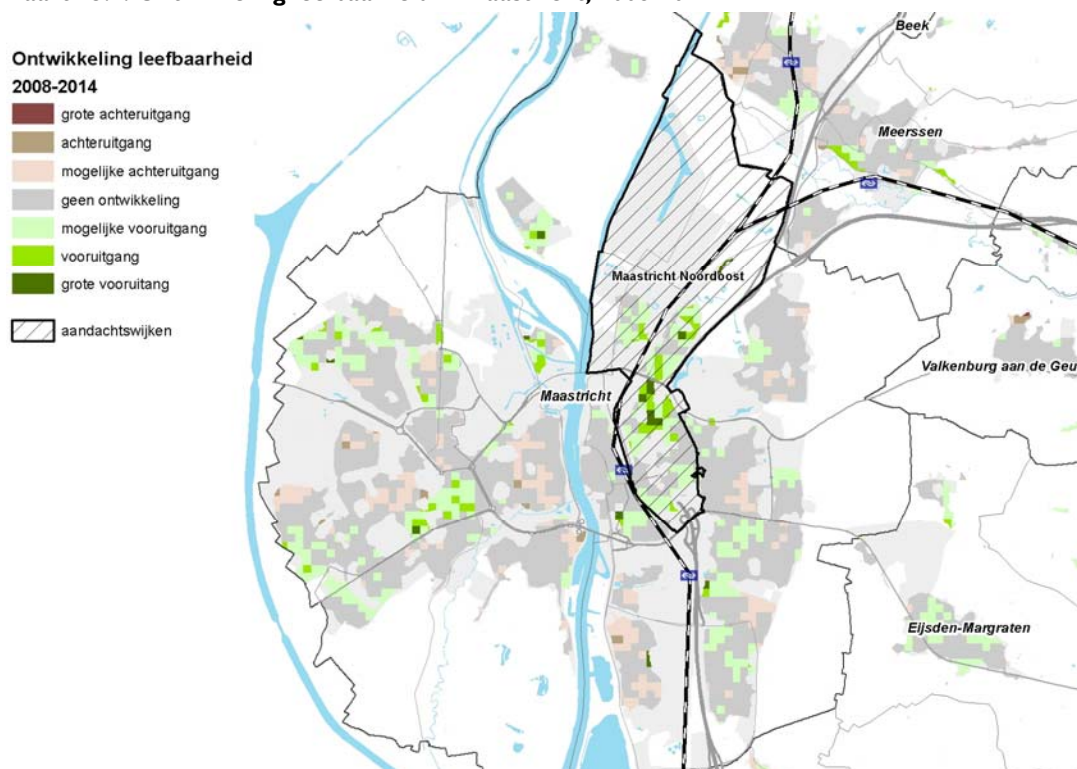 Ontwikkeling leefbaarheid
2008-2014
grote achteruitgang
achteruitgang
mogelijke achteruitgang
geen ontwikkeling
mogelijke vooruitgang
vooruitgang
grote vooruitang
aandachtswijken
Beek
Meerssen
Maastricht Noordoost
Valkenburg aan de Geu
Maastricht
Eijsden-Margraten